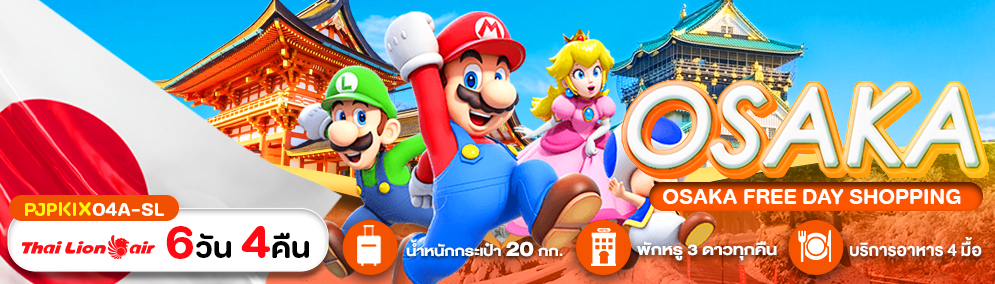 OSAKA
OSAKA FREE DAY SHOPPING
PJPKIX04A-SL
Thai Lion air 6วัน 4คืน
น้ำหนักกระเป๋า 20 กก.
พักหรู 3 ดาวทุกคืน
บริการอาหาร 4 มื้อ
M
L